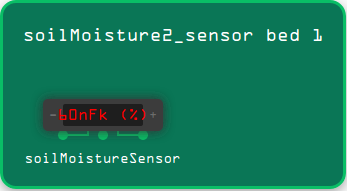 soilMoisture2_sensor bed 1
-60nFk (%)+
soilMoistureSensor